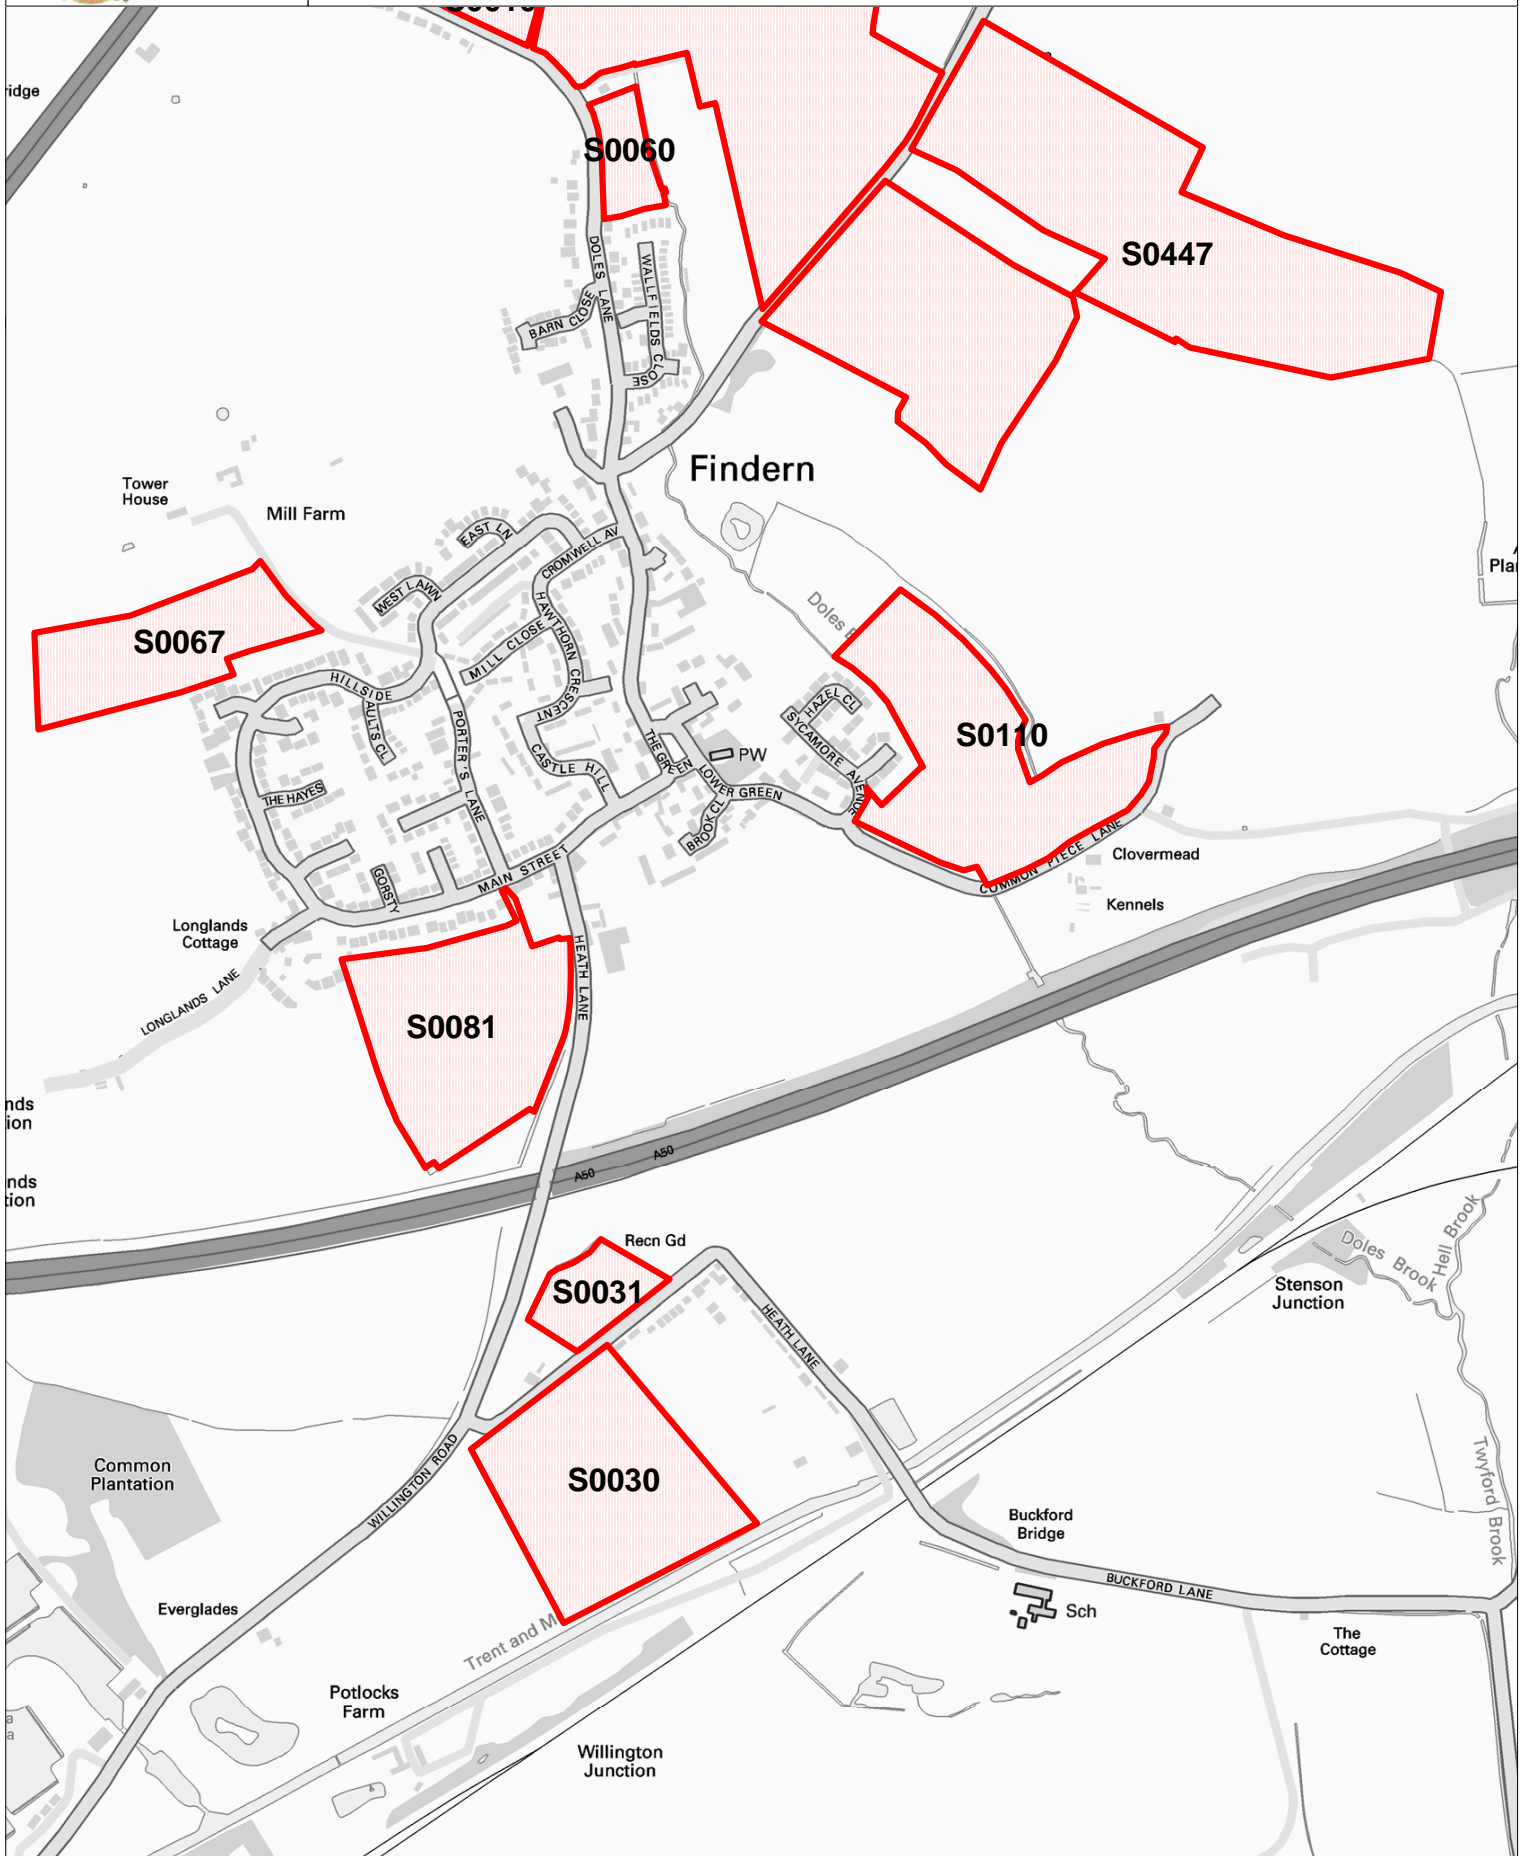 ridge
S0060
S0447
DOLES LANE
WALLFIELDS CLOSE
BARN CLOSE
Findern
Tower
House
Mill Farm
EAST LN
CROMWELL AV
WEST LAWN
HAWTHORN CRESCENT
MILL CLOSE
Doles
S0067
HILLSIDE
AULTS CL
PORTER'S LANE
HAZEL CL
SYCAMORE AVENUE
S0110
THE GREEN
PW
CASTLE HILL
LOWER GREEN
THE HAYES
BROOK CL
MAIN STREET
GORSTY
COMMON PIECE LANE
Clovermead
Kennels
Longlands
Cottage
LONGLANDS LANE
HEATH LANE
S0081
nds
ion
A50
A50
nds
tion
Recn Gd
S0031
HEATH LANE
Doles Brook
Hell Brook
Stenson
Junction
Common
Plantation
WILLINGTON ROAD
S0030
Twyford Brook
Buckford
Bridge
BUCKFORD LANE
Everglades
Sch
The
Cottage
Trent and M
Potlocks
Farm
Willington
Junction